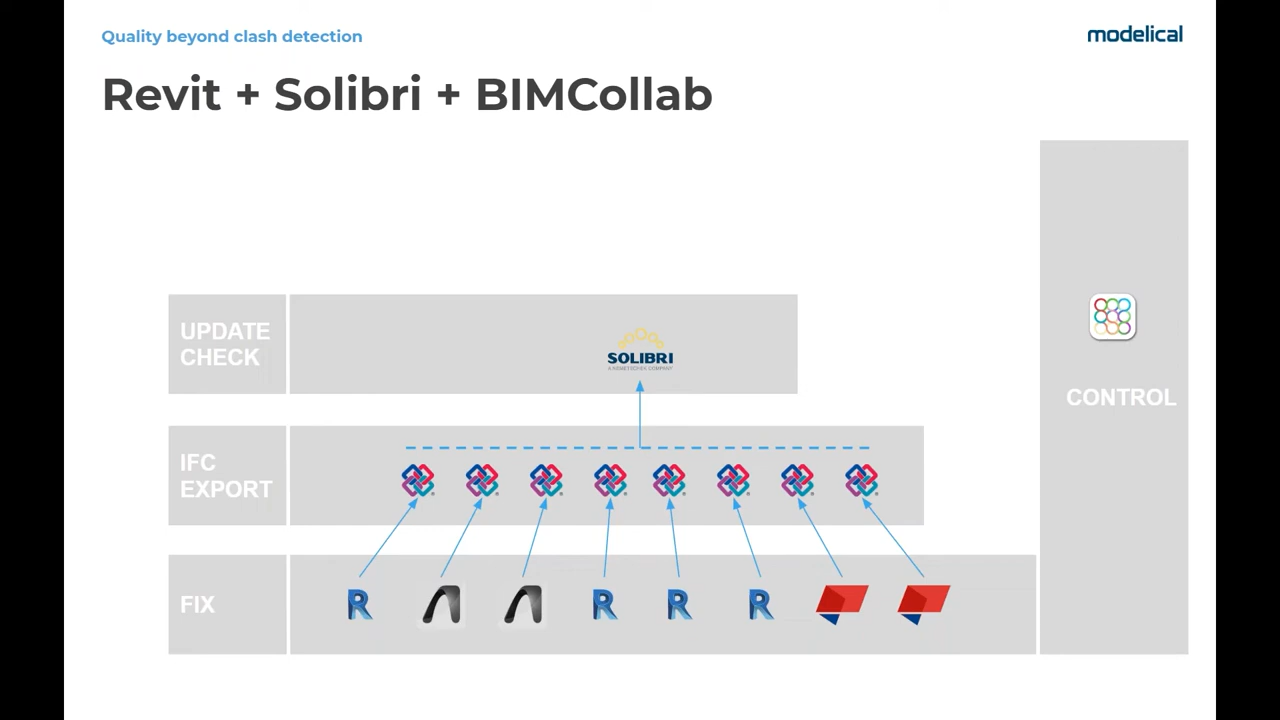 Quality beyond clash detection
modelical
Revit + Solibri + BIMCollab
UPDATE
CHECK
SOLIBRI
A NEMETSCHEK COMPANY
CONTROL
IFC
EXPORT
FIX